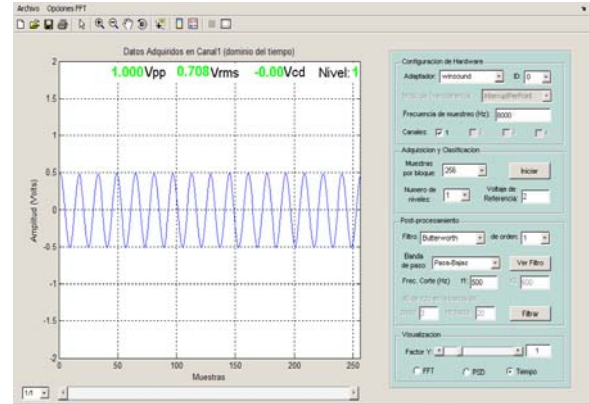 Archivo Opciones FFT
Datos Adquiridos en Canal1 (dominio del tiempo)
1.000Vpp 0.708Vrms -0.00Vcd Nivel:1
2
1.5
1
0.5
0
-0.5
-1
-1.5
-2
Amplitud (Volts)
0 50 100 150 200 250
Muestras
1/1
Configuracion de Hardware
Adaptador: winsound ID: 0
Frecuencia de muestreo (Hz): 8000
Canales: 1
Adquisicion y Clasificacion
Muestras por bloque: 256 Iniciar
Numero de niveles: 1 Voltaje de Referencia: 2
Post-procesamiento
Filtro: Butterworth de orden: 1
Banda de paso: Pasa-Bajas Ver Filtro
Frec. Corte (Hz) f1: 500 600
3 20 Filtrar
Visualizacion
Factor Y: 1
FFT PSD Tiempo